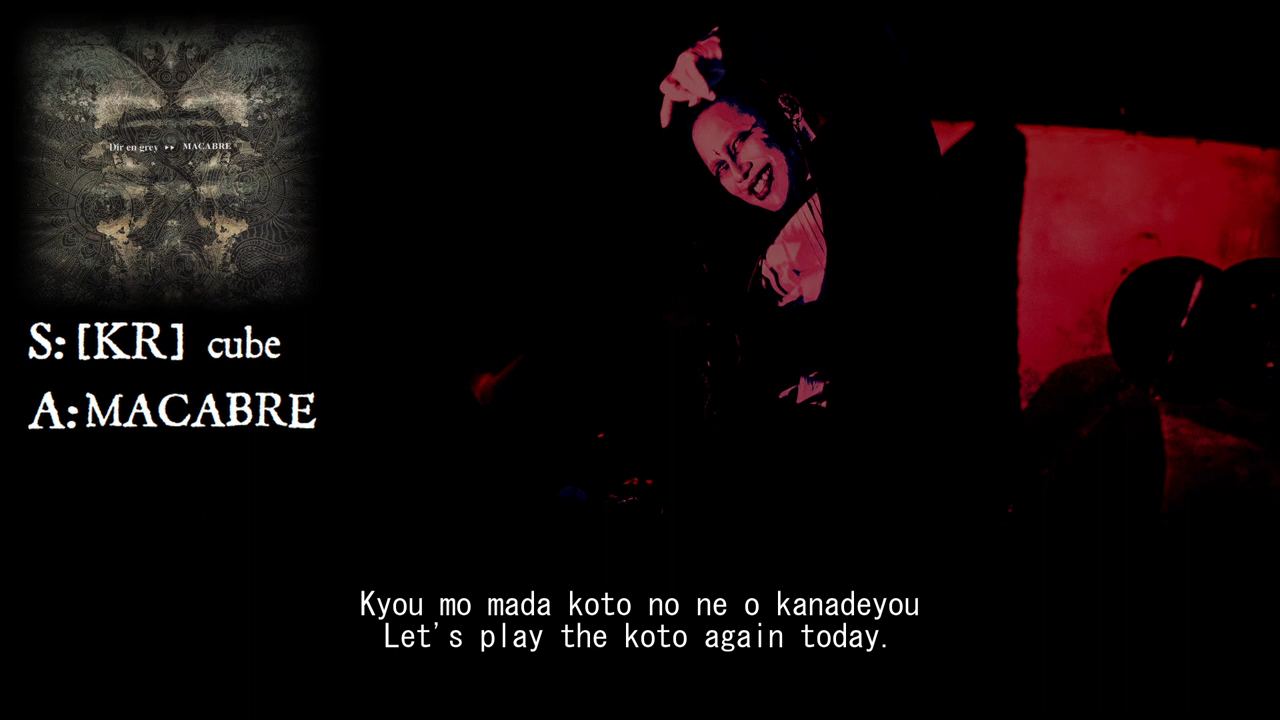 Dir en grey ▸▸ MACABRE
S: [KR] cube
A: MACABRE
Kyou mo mada koto no ne o kanadeyou
Let's play the koto again today.